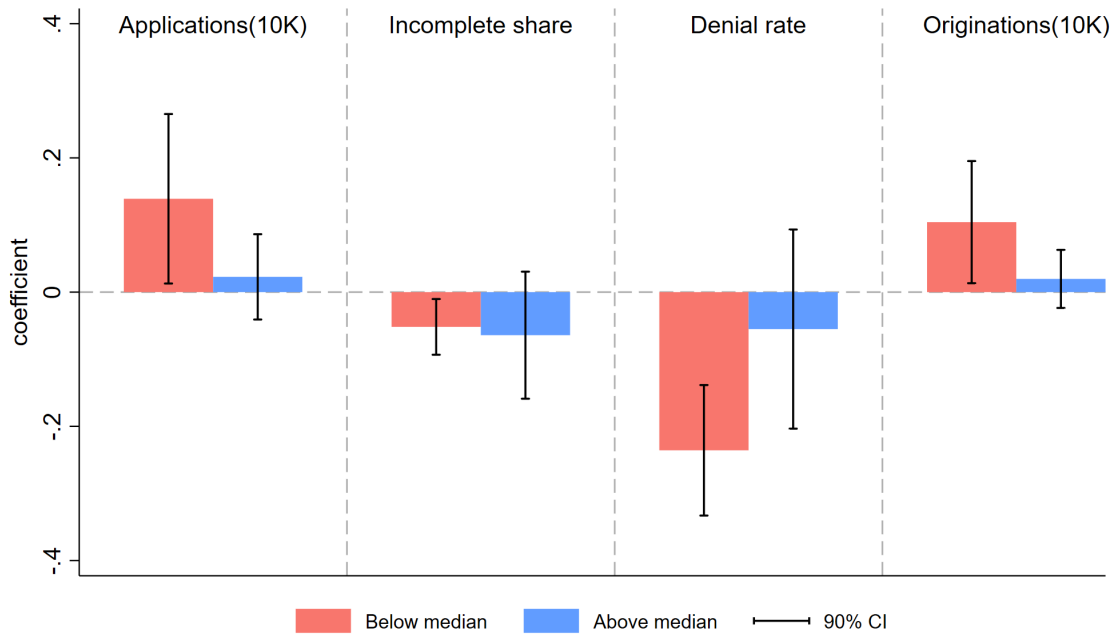 Applications(10K) Incomplete share Denial rate Originations(10K)
.4
.2
0
-.2
-.4
coefficient
Below median Above median 90% CI